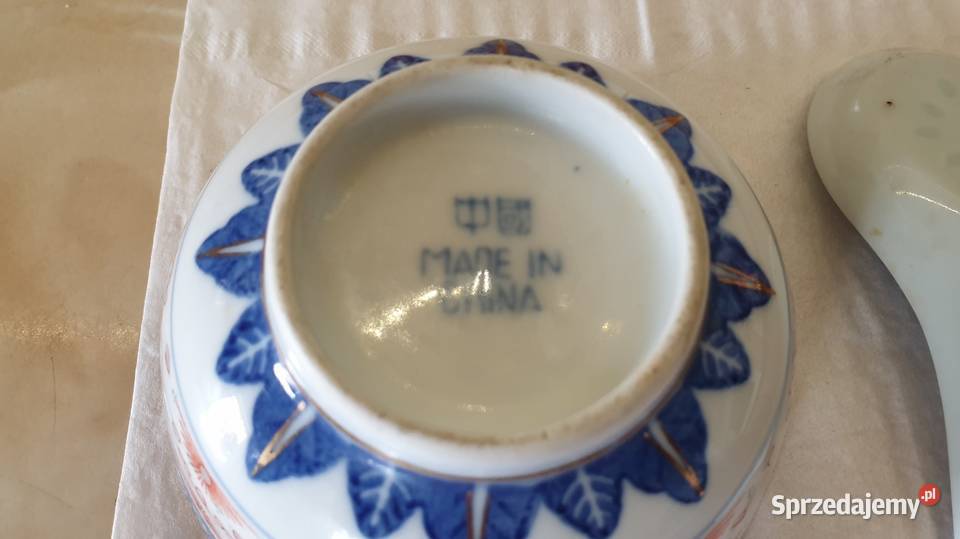 中國
MADE IN
CHINA
Sprzedajemy.pl